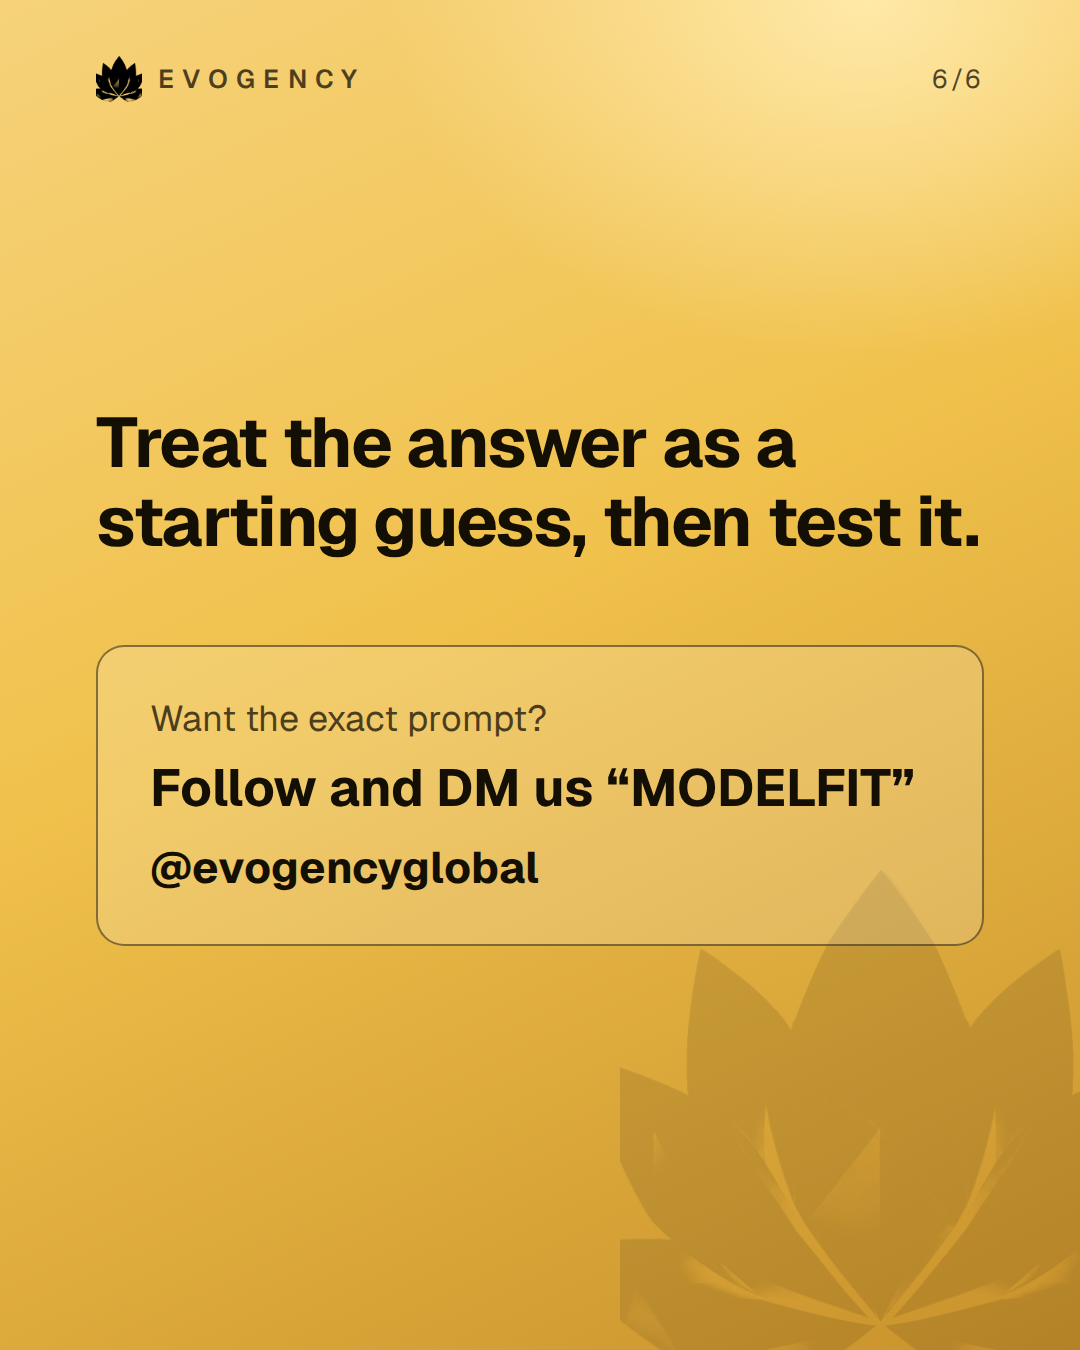 EVOGENCY
6/6
Treat the answer as a
starting guess, then test it.
Want the exact prompt?
Follow and DM us “MODELFIT”
@evogencyglobal